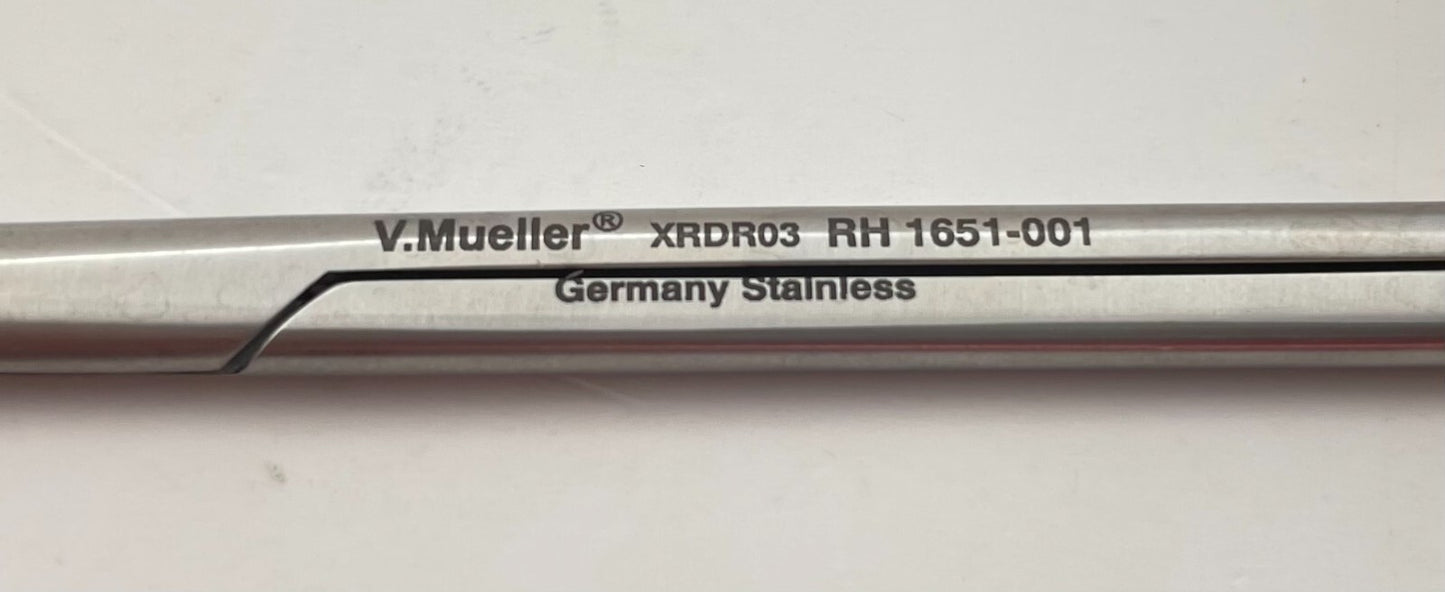 V.Mueller® XRDR03 RH 1651-001
Germany Stainless